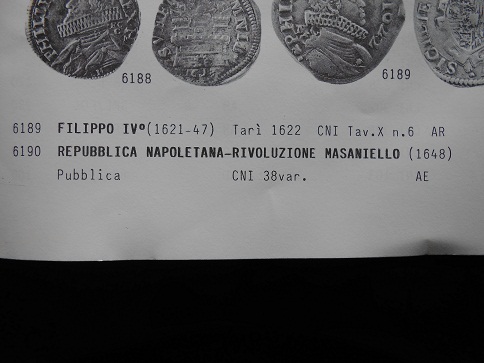 6188
6189
6189 FILIPPO IVº(1621-47) Tarì 1622 CNI Tav.X n.6 AR
6190 REPUBBLICA NAPOLETANA-RIVOLUZIONE MASANIELLO (1648)
Pubblica CNI 38var. AE